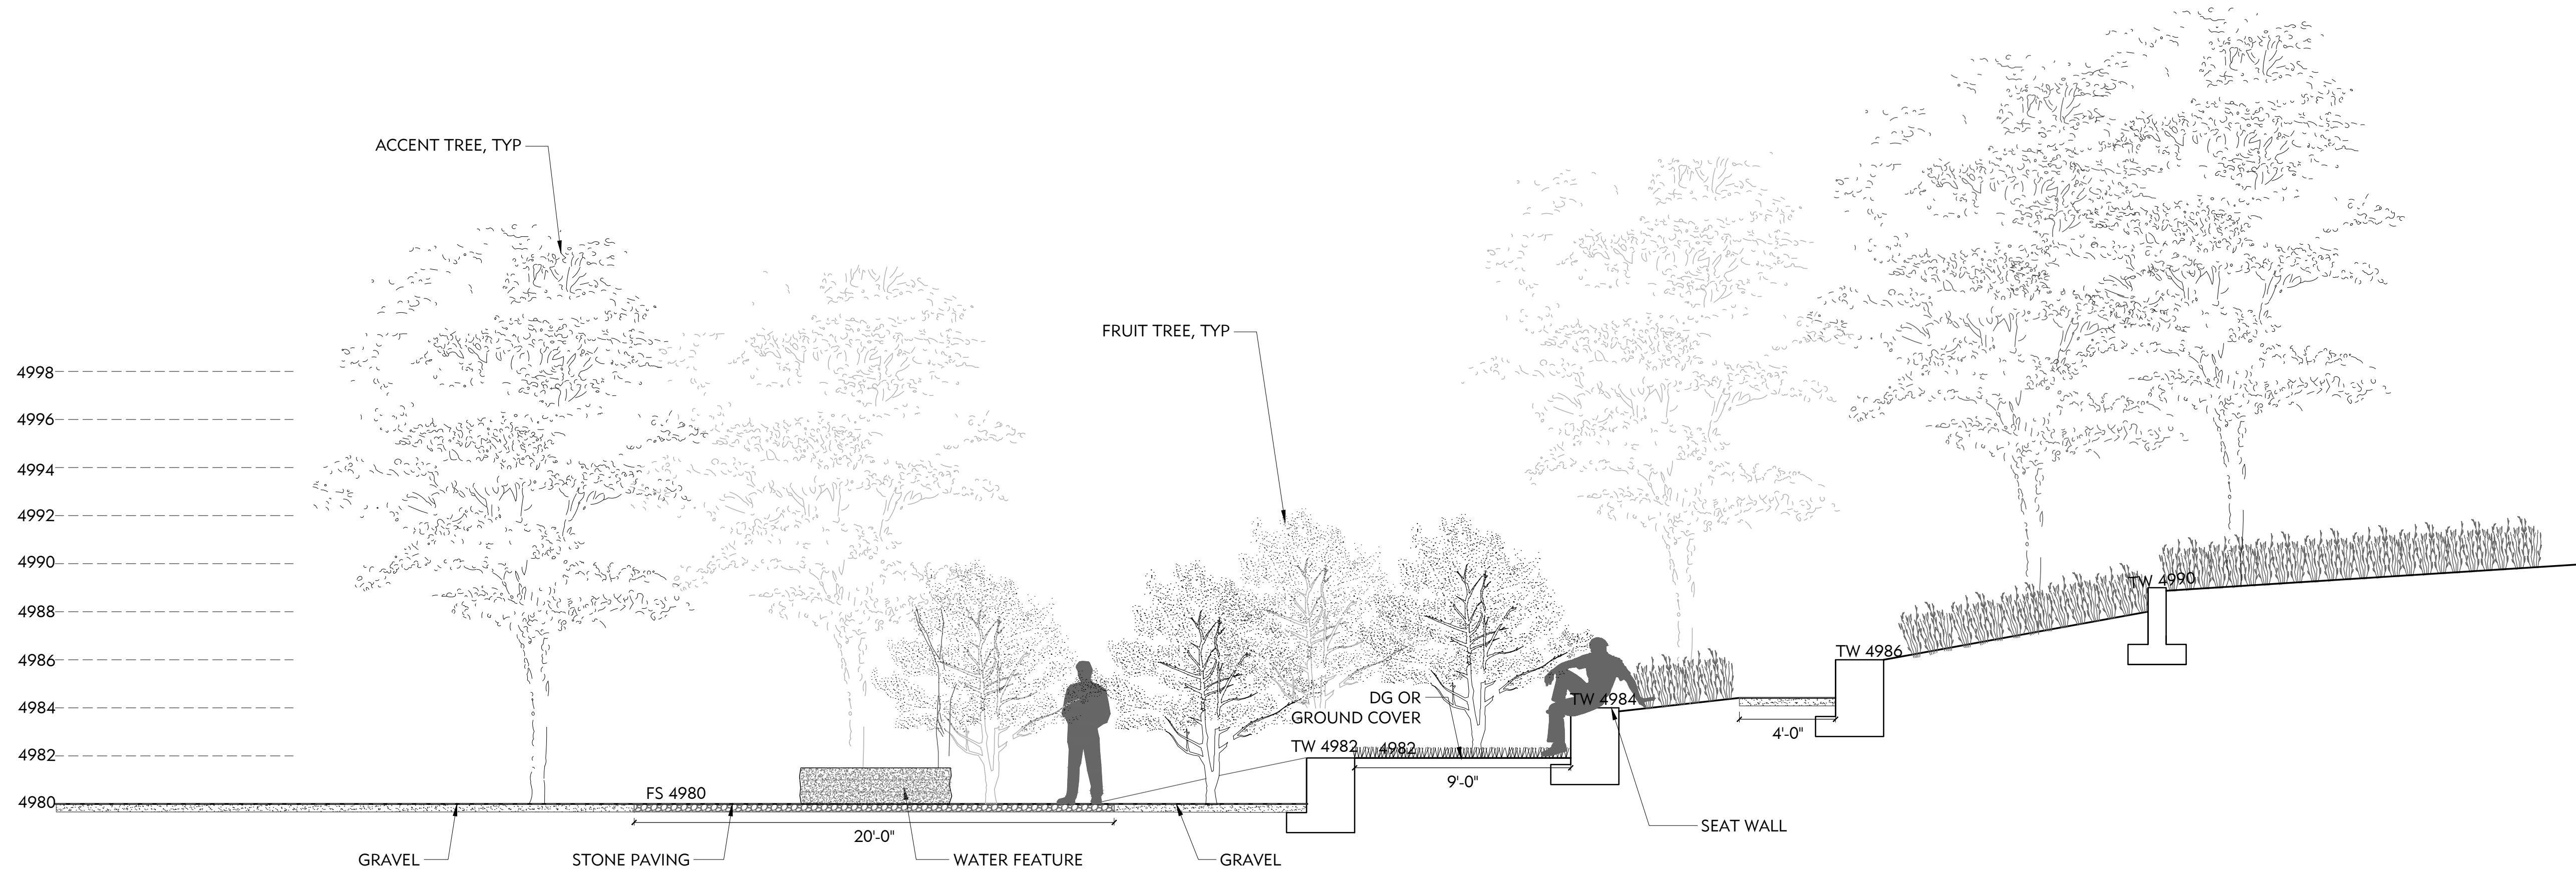 ACCENT TREE, TYP
FRUIT TREE, TYP
4998
4996
4994
4992
4990
4988
4986
4984
4982
4980
TW 4990
TW 4986
DG OR
GROUND COVER
TW 4984
TW 4982
4982
4'-0"
9'-0"
FS 4980
20'-0"
SEAT WALL
GRAVEL
STONE PAVING
WATER FEATURE
GRAVEL